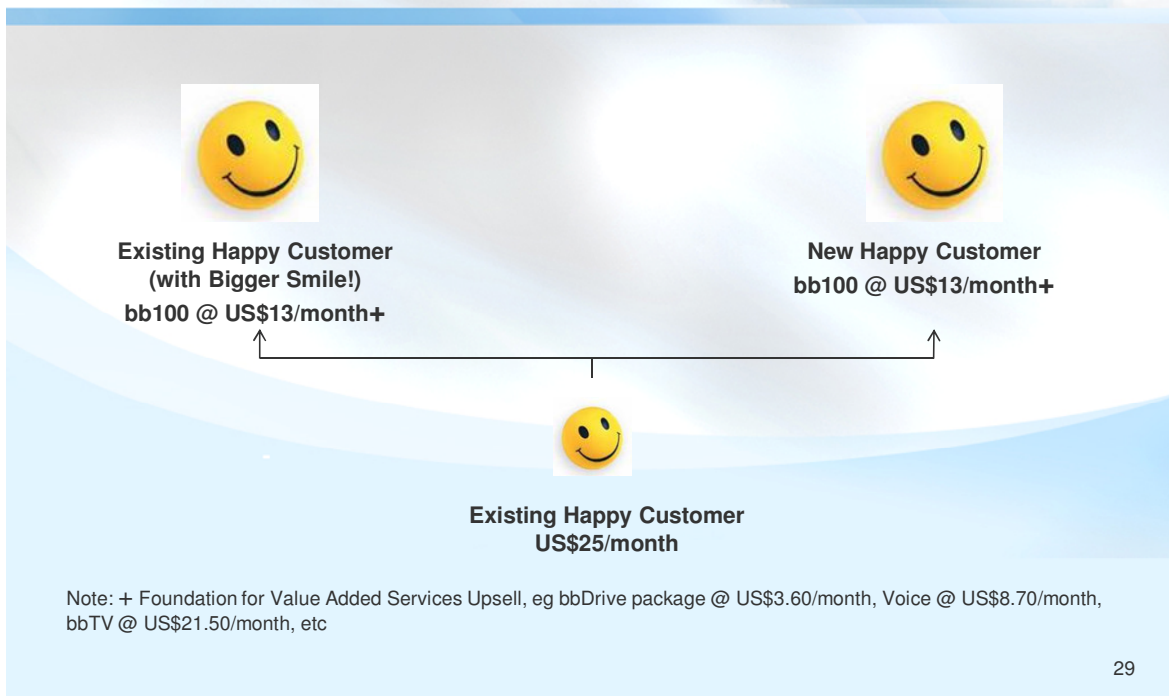 Existing Happy Customer
(with Bigger Smile!)
bb100 @ US$13/month+
New Happy Customer
bb100 @ US$13/month+
Existing Happy Customer
US$25/month
Note: + Foundation for Value Added Services Upsell, eg bbDrive package @ US$3.60/month, Voice @ US$8.70/month,
bbTV @ US$21.50/month, etc
29